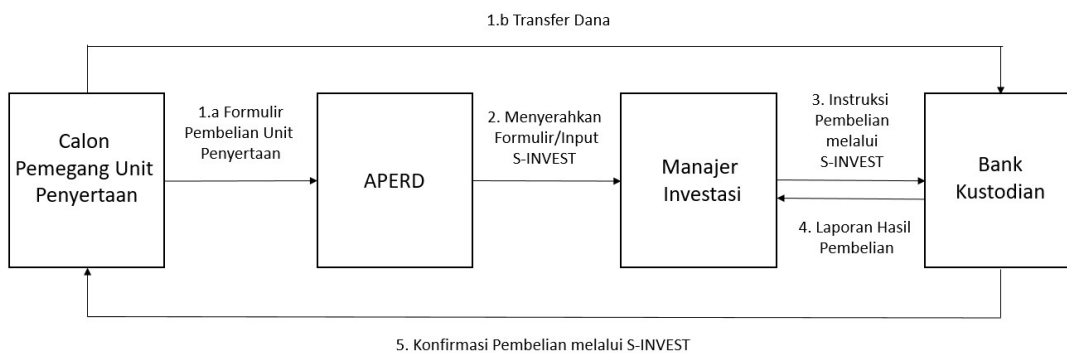 1.b Transfer Dana
Calon
Pemegang Unit
Penyertaan
1.a Formulir
Pembelian Unit
Penyertaan
APERD
2. Menyerahkan
Formulir/Input
S-INVEST
Manajer
Investasi
3. Instruksi
Pembelian
melalui
S-INVEST
4. Laporan Hasil
Pembelian
Bank
Kustodian
5. Konfirmasi Pembelian melalui S-INVEST